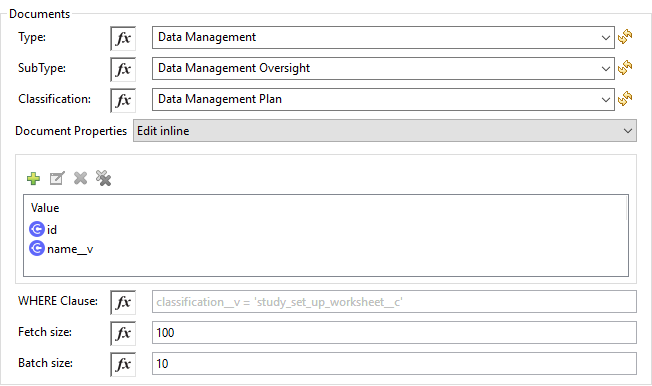 Documents
Type: fx Data Management
SubType: fx Data Management Oversight
Classification: fx Data Management Plan
Document Properties Edit inline
Value
C id
C name__v
WHERE Clause: fx classification__v = 'study_set_up_worksheet__c'
Fetch size: fx 100
Batch size: fx 10